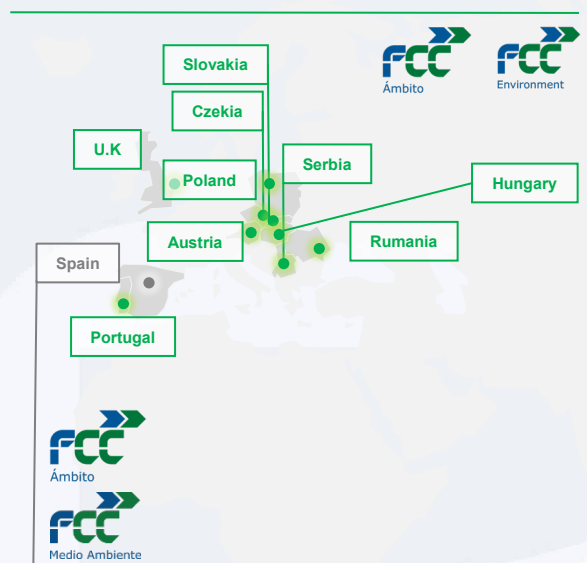 FCC
Ámbito
FCC
Environment
Slovakia
Czekia
U.K
Poland
Serbia
Hungary
Austria
Rumania
Spain
Portugal
FCC
Ámbito
FCC
Medio Ambiente